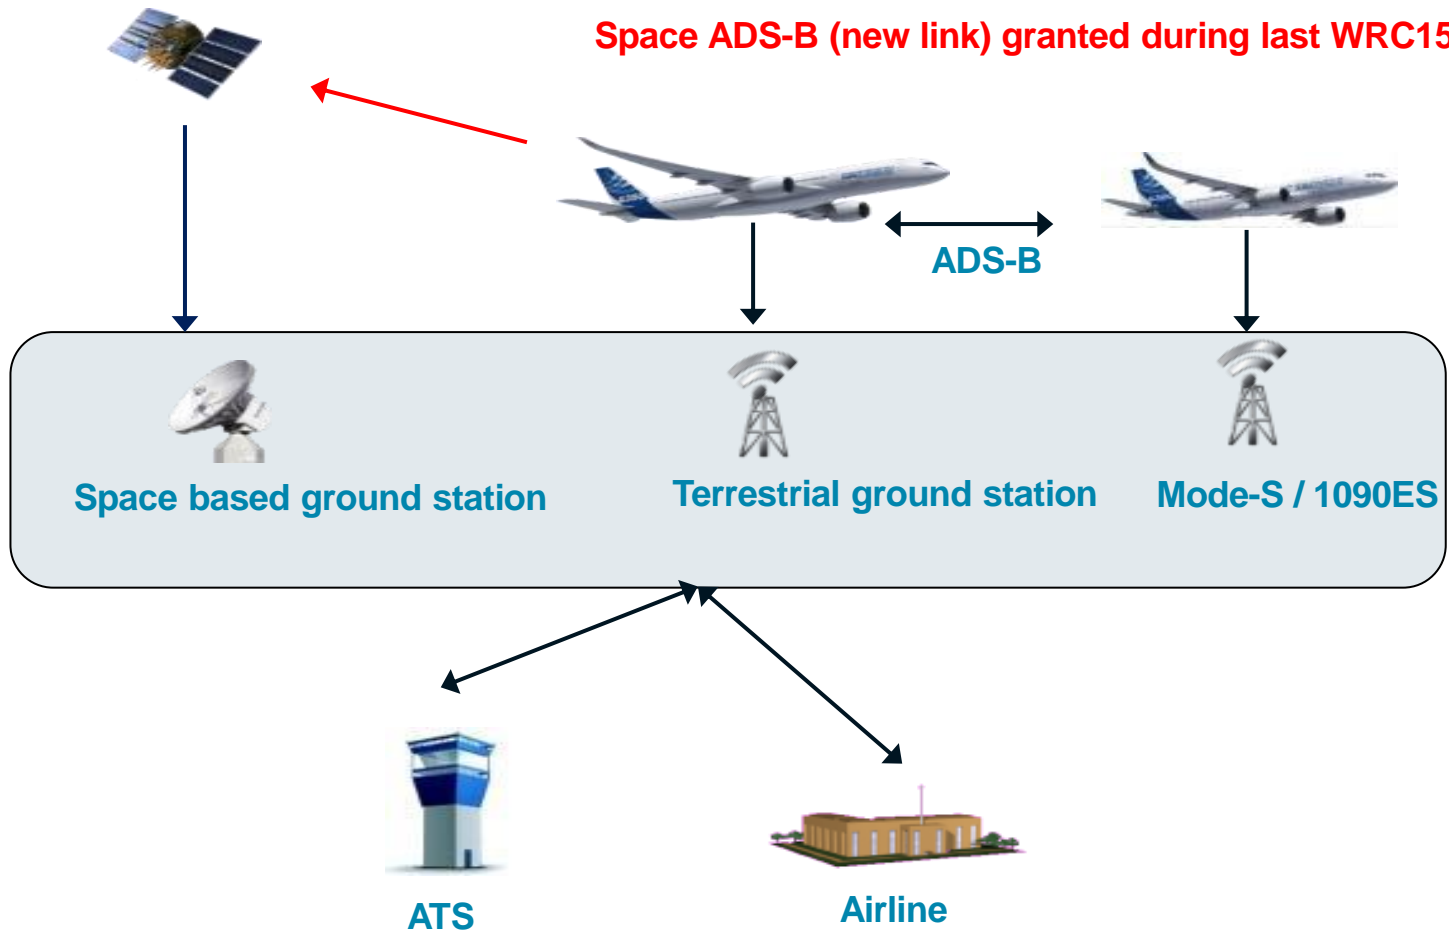 Space ADS-B (new link) granted during last WRC15
ADS-B
Space based ground station
Terrestrial ground station
Mode-S / 1090ES
ATS
Airline